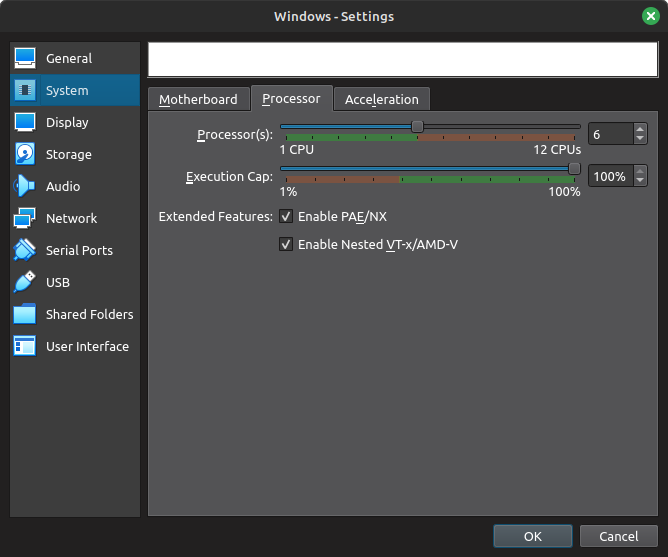 Windows - Settings
General
System
Display
Storage
Audio
Network
Serial Ports
USB
Shared Folders
User Interface
Motherboard
Processor
Acceleration
Processor(s):
6
1 CPU
12 CPUs
Execution Cap:
100%
1%
100%
Extended Features:
Enable PAE/NX
Enable Nested VT-x/AMD-V
OK
Cancel